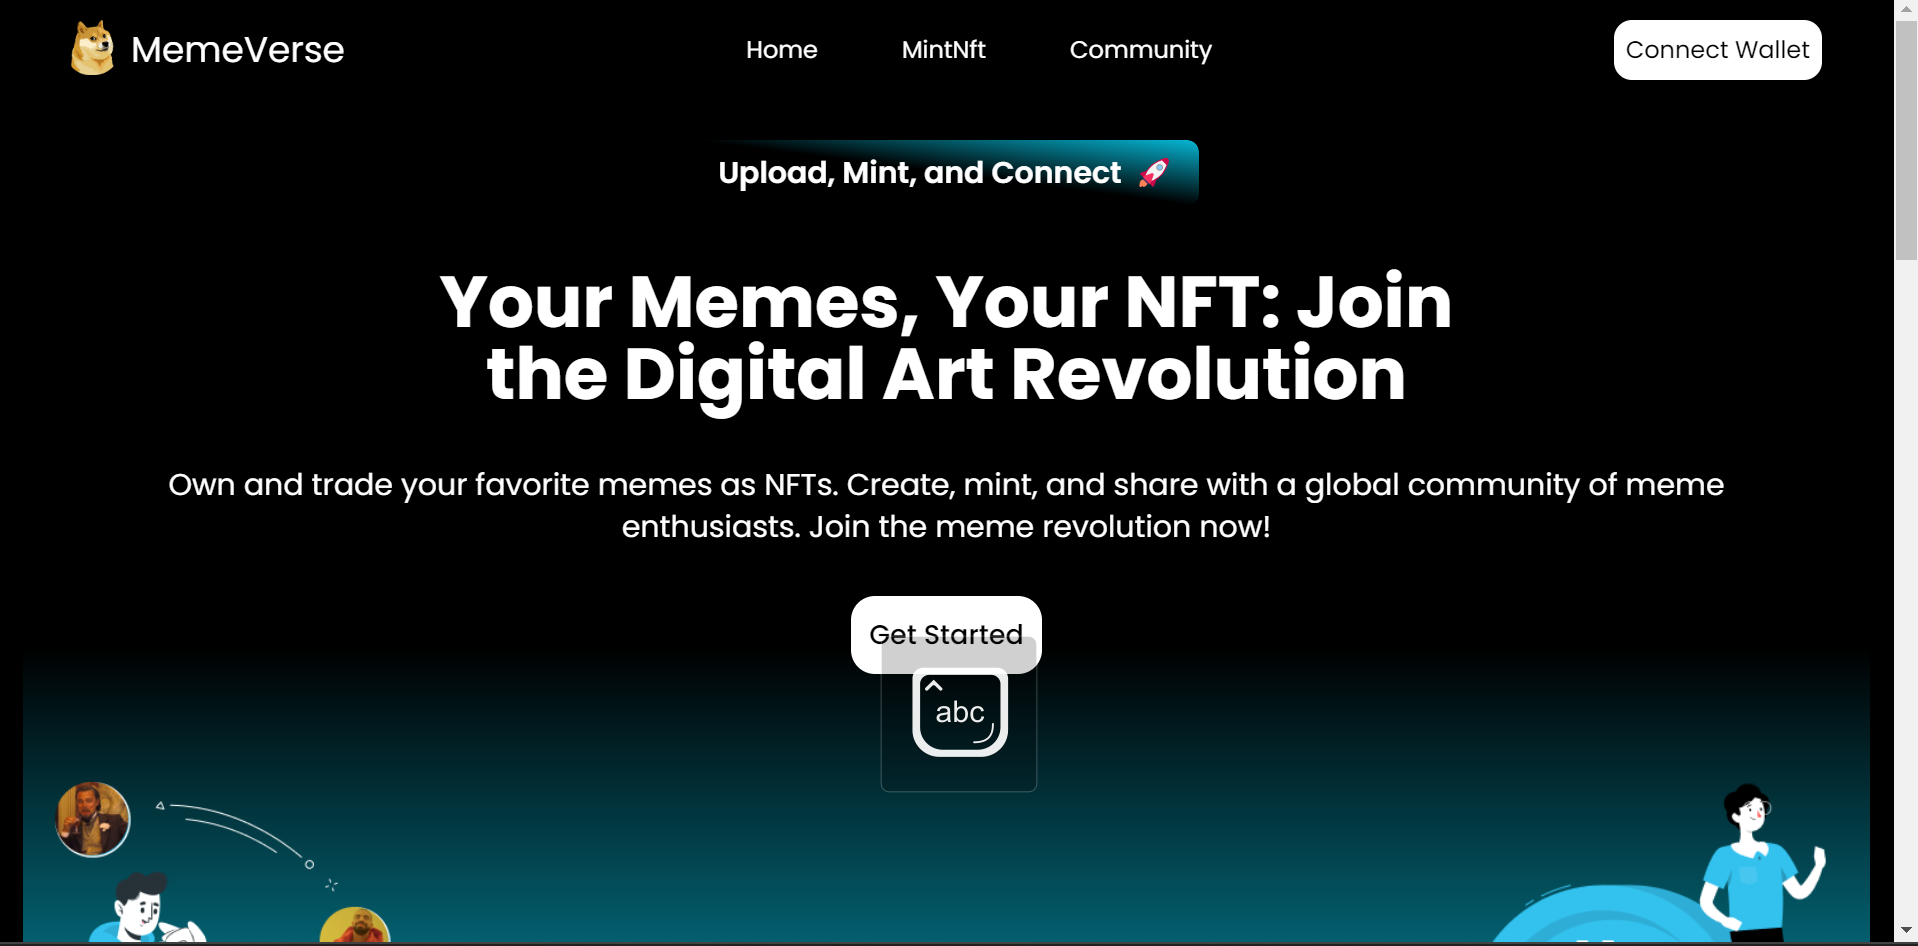 MemeVerse
Home
MintNft
Community
Connect Wallet
Upload, Mint, and Connect 🚀
Your Memes, Your NFT: Join
the Digital Art Revolution
Own and trade your favorite memes as NFTs. Create, mint, and share with a global community of meme
enthusiasts. Join the meme revolution now!
Get Started
abc